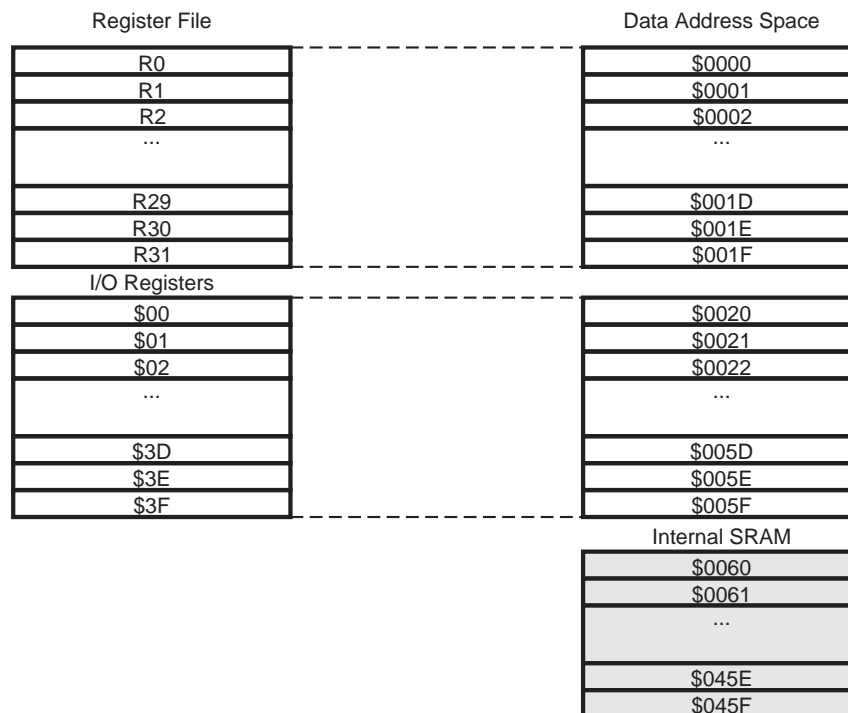 Register File
Data Address Space
R0
$0000
R1
$0001
R2
$0002
...
...
R29
$001D
R30
$001E
R31
$001F
I/O Registers
$00
$0020
$01
$0021
$02
$0022
...
...
$3D
$005D
$3E
$005E
$3F
$005F
Internal SRAM
$0060
$0061
...
$045E
$045F